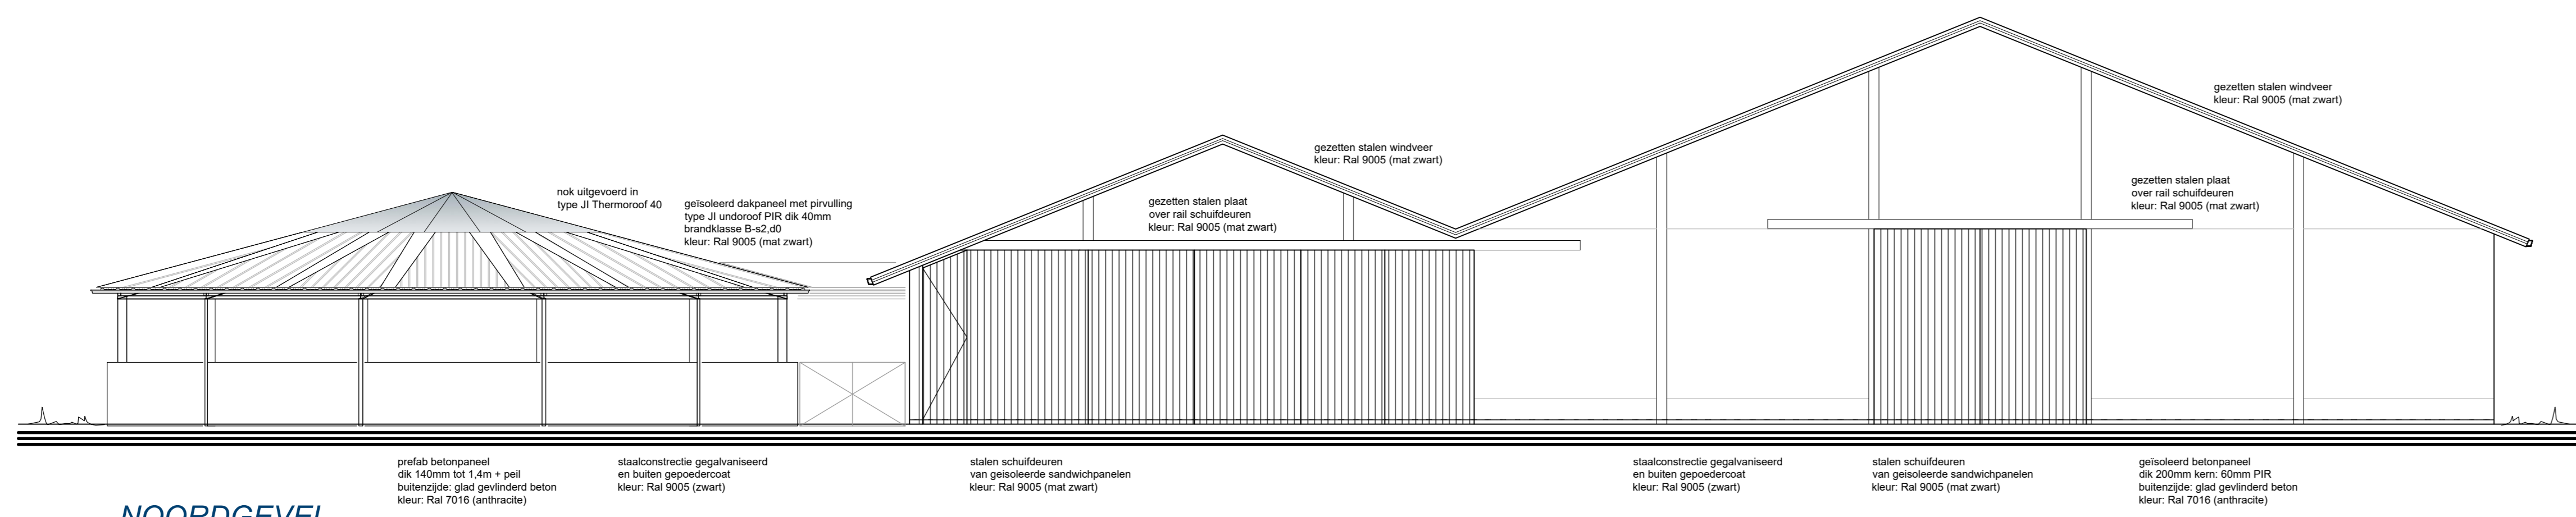 gezetten stalen windveer
kleur: Ral 9005 (mat zwart)
gezetten stalen windveer
kleur: Ral 9005 (mat zwart)
nok uitgevoerd in
type JI Thermoroof 40
geïsoleerd dakpaneel met pirvulling
type JI undoroof PIR dik 40mm
brandklasse B-s2,d0
kleur: Ral 9005 (mat zwart)
gezetten stalen plaat
over rail schuifdeuren
kleur: Ral 9005 (mat zwart)
gezetten stalen plaat
over rail schuifdeuren
kleur: Ral 9005 (mat zwart)
prefab betonpaneel
dik 140mm tot 1,4m + peil
buitenzijde: glad gevlinderd beton
kleur: Ral 7016 (anthracite)
staalconstrectie gegalvaniseerd
en buiten gepoedercoat
kleur: Ral 9005 (zwart)
stalen schuifdeuren
van geisoleerde sandwichpanelen
kleur: Ral 9005 (mat zwart)
staalconstrectie gegalvaniseerd
en buiten gepoedercoat
kleur: Ral 9005 (zwart)
stalen schuifdeuren
van geisoleerde sandwichpanelen
kleur: Ral 9005 (mat zwart)
geïsoleerd betonpaneel
dik 200mm kern: 60mm PIR
buitenzijde: glad gevlinderd beton
kleur: Ral 7016 (anthracite)
NOORDGEVEL